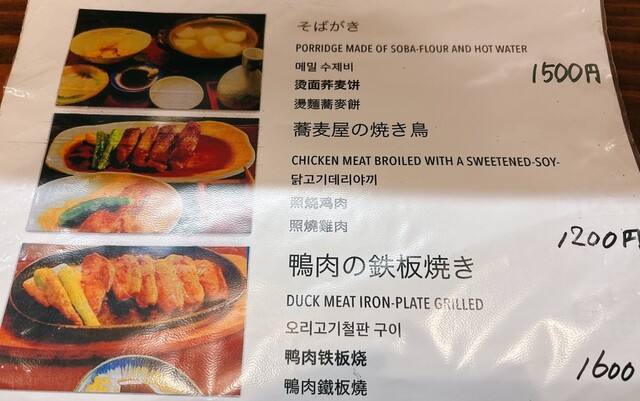 そばがき
PORRIDGE MADE OF SOBA-FLOUR AND HOT WATER
메밀 수제비
1500円
烫面荞麦饼
燙麵蕎麥餅
蕎麦屋の焼き鳥
CHICKEN MEAT BROILED WITH A SWEETENED-SOY-
닭고기데리야끼
照烧鸡肉
照燒雞肉
1200円
鴨肉の鉄板焼き
DUCK MEAT IRON-PLATE GRILLED
오리고기철판 구이
鸭肉铁板烧
1600
鴨肉鐵板燒